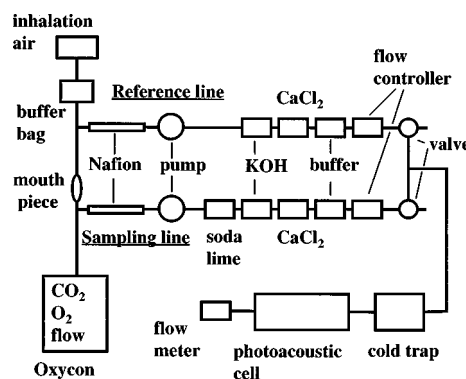 inhalation
air
flow
controller
Reference line
CaCl2
buffer
bag
Nafion
pump
KOH
buffer
valve
mouth
piece
Sampling line
soda
lime
CaCl2
CO2
O2
flow
Oxycon
flow
meter
photoacoustic
cell
cold trap